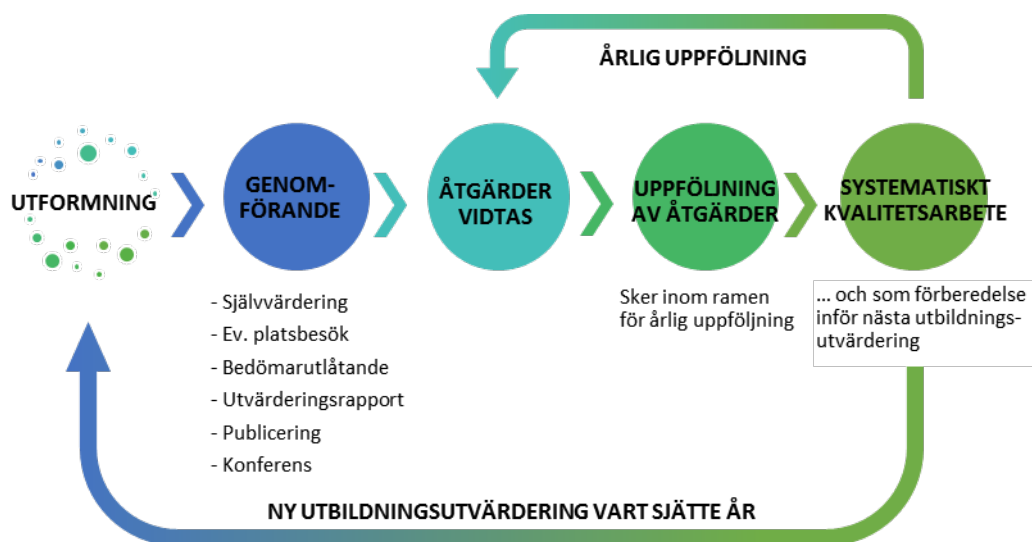 ÅRLIG UPPFÖLJNING
UTFORMNING
GENOM-
FÖRANDE
ÅTGÄRDER
VIDTAS
UPPFÖLJNING
AV ÅTGÄRDER
SYSTEMATISKT
KVALITETSARBETE
- Självvärdering
- Ev. platsbesök
- Bedömarutlåtande
- Utvärderingsrapport
- Publicering
- Konferens
Sker inom ramen
för årlig uppföljning
... och som förberedelse
inför nästa utbildnings-
utvärdering
NY UTBILDNINGSUTVÄRDERING VART SJÄTTE ÅR